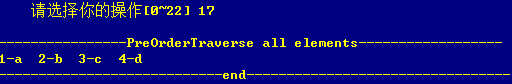 请选择你的操作[0~22] 17
---------------PreOrderTraverse all elements-----------------
1-a  2-b  3-c  4-d
--------------------------end-------------------------------